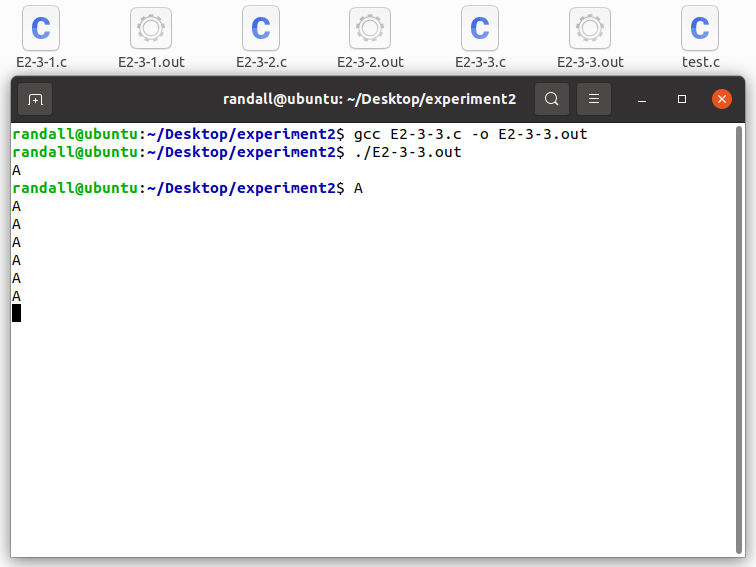 E2-3-1.c E2-3-1.out E2-3-2.c E2-3-2.out E2-3-3.c E2-3-3.out test.c
randall@ubuntu: ~/Desktop/experiment2
randall@ubuntu:~/Desktop/experiment2$ gcc E2-3-3.c -o E2-3-3.out
randall@ubuntu:~/Desktop/experiment2$ ./E2-3-3.out
A
randall@ubuntu:~/Desktop/experiment2$ A
A
A
A
A
A
A